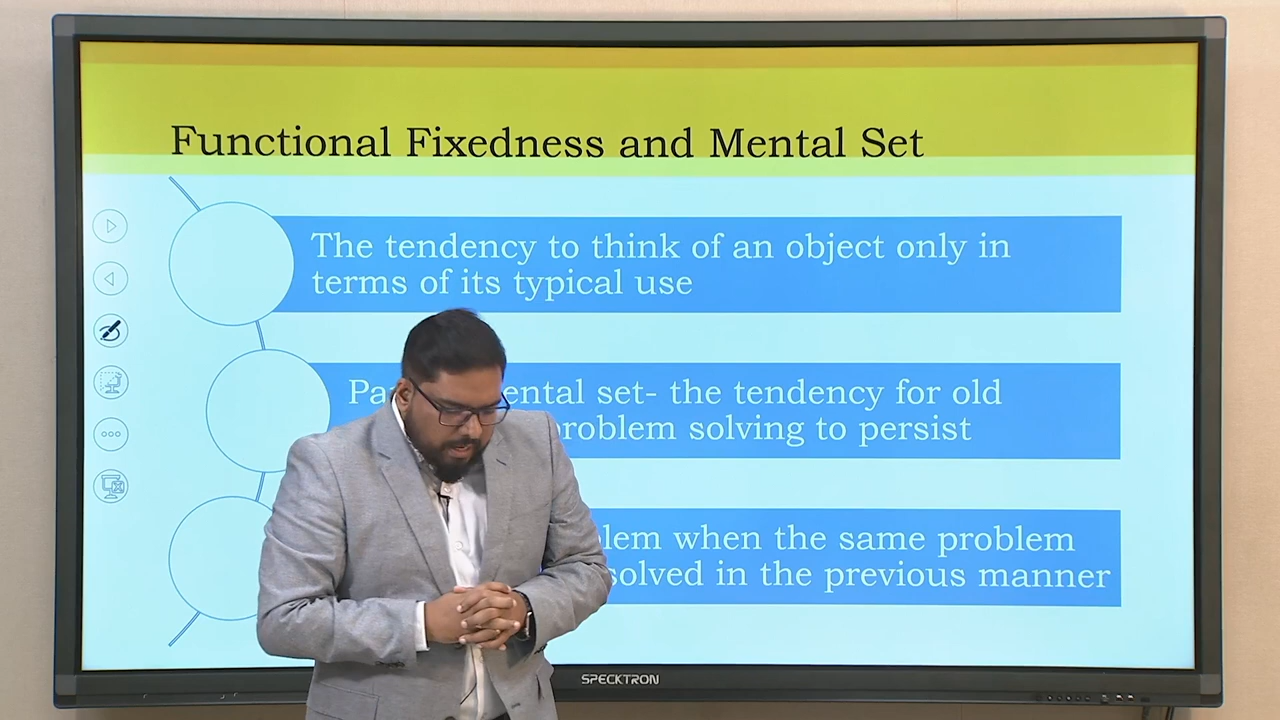 Functional Fixedness and Mental Set
The tendency to think of an object only in
terms of its typical use
set- the tendency for old
problem solving to persist
when the same problem
solved in the previous manner
SPECKTRON